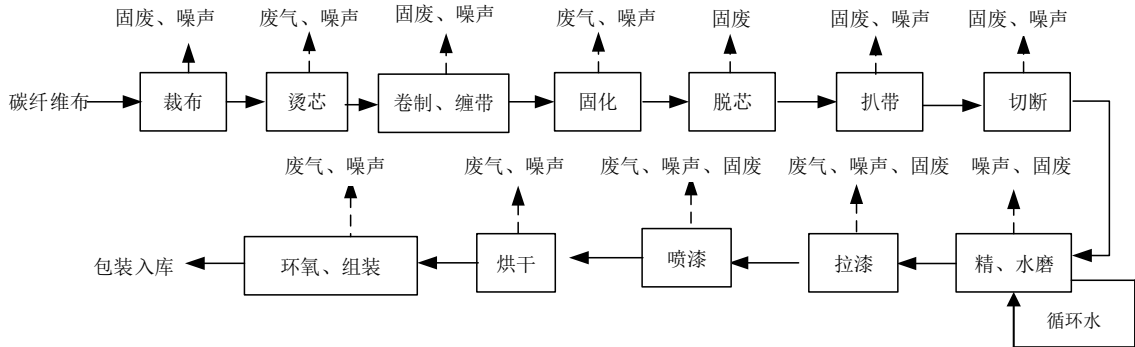 固废、噪声
废气、噪声
固废、噪声
废气、噪声
固废
固废、噪声
固废、噪声
碳纤维布
裁布
烫芯
卷制、缠带
固化
脱芯
扒带
切断
废气、噪声
废气、噪声
废气、噪声、固废
废气、噪声、固废
噪声、固废
包装入库
环氧、组装
烘干
喷漆
拉漆
精、水磨
循环水